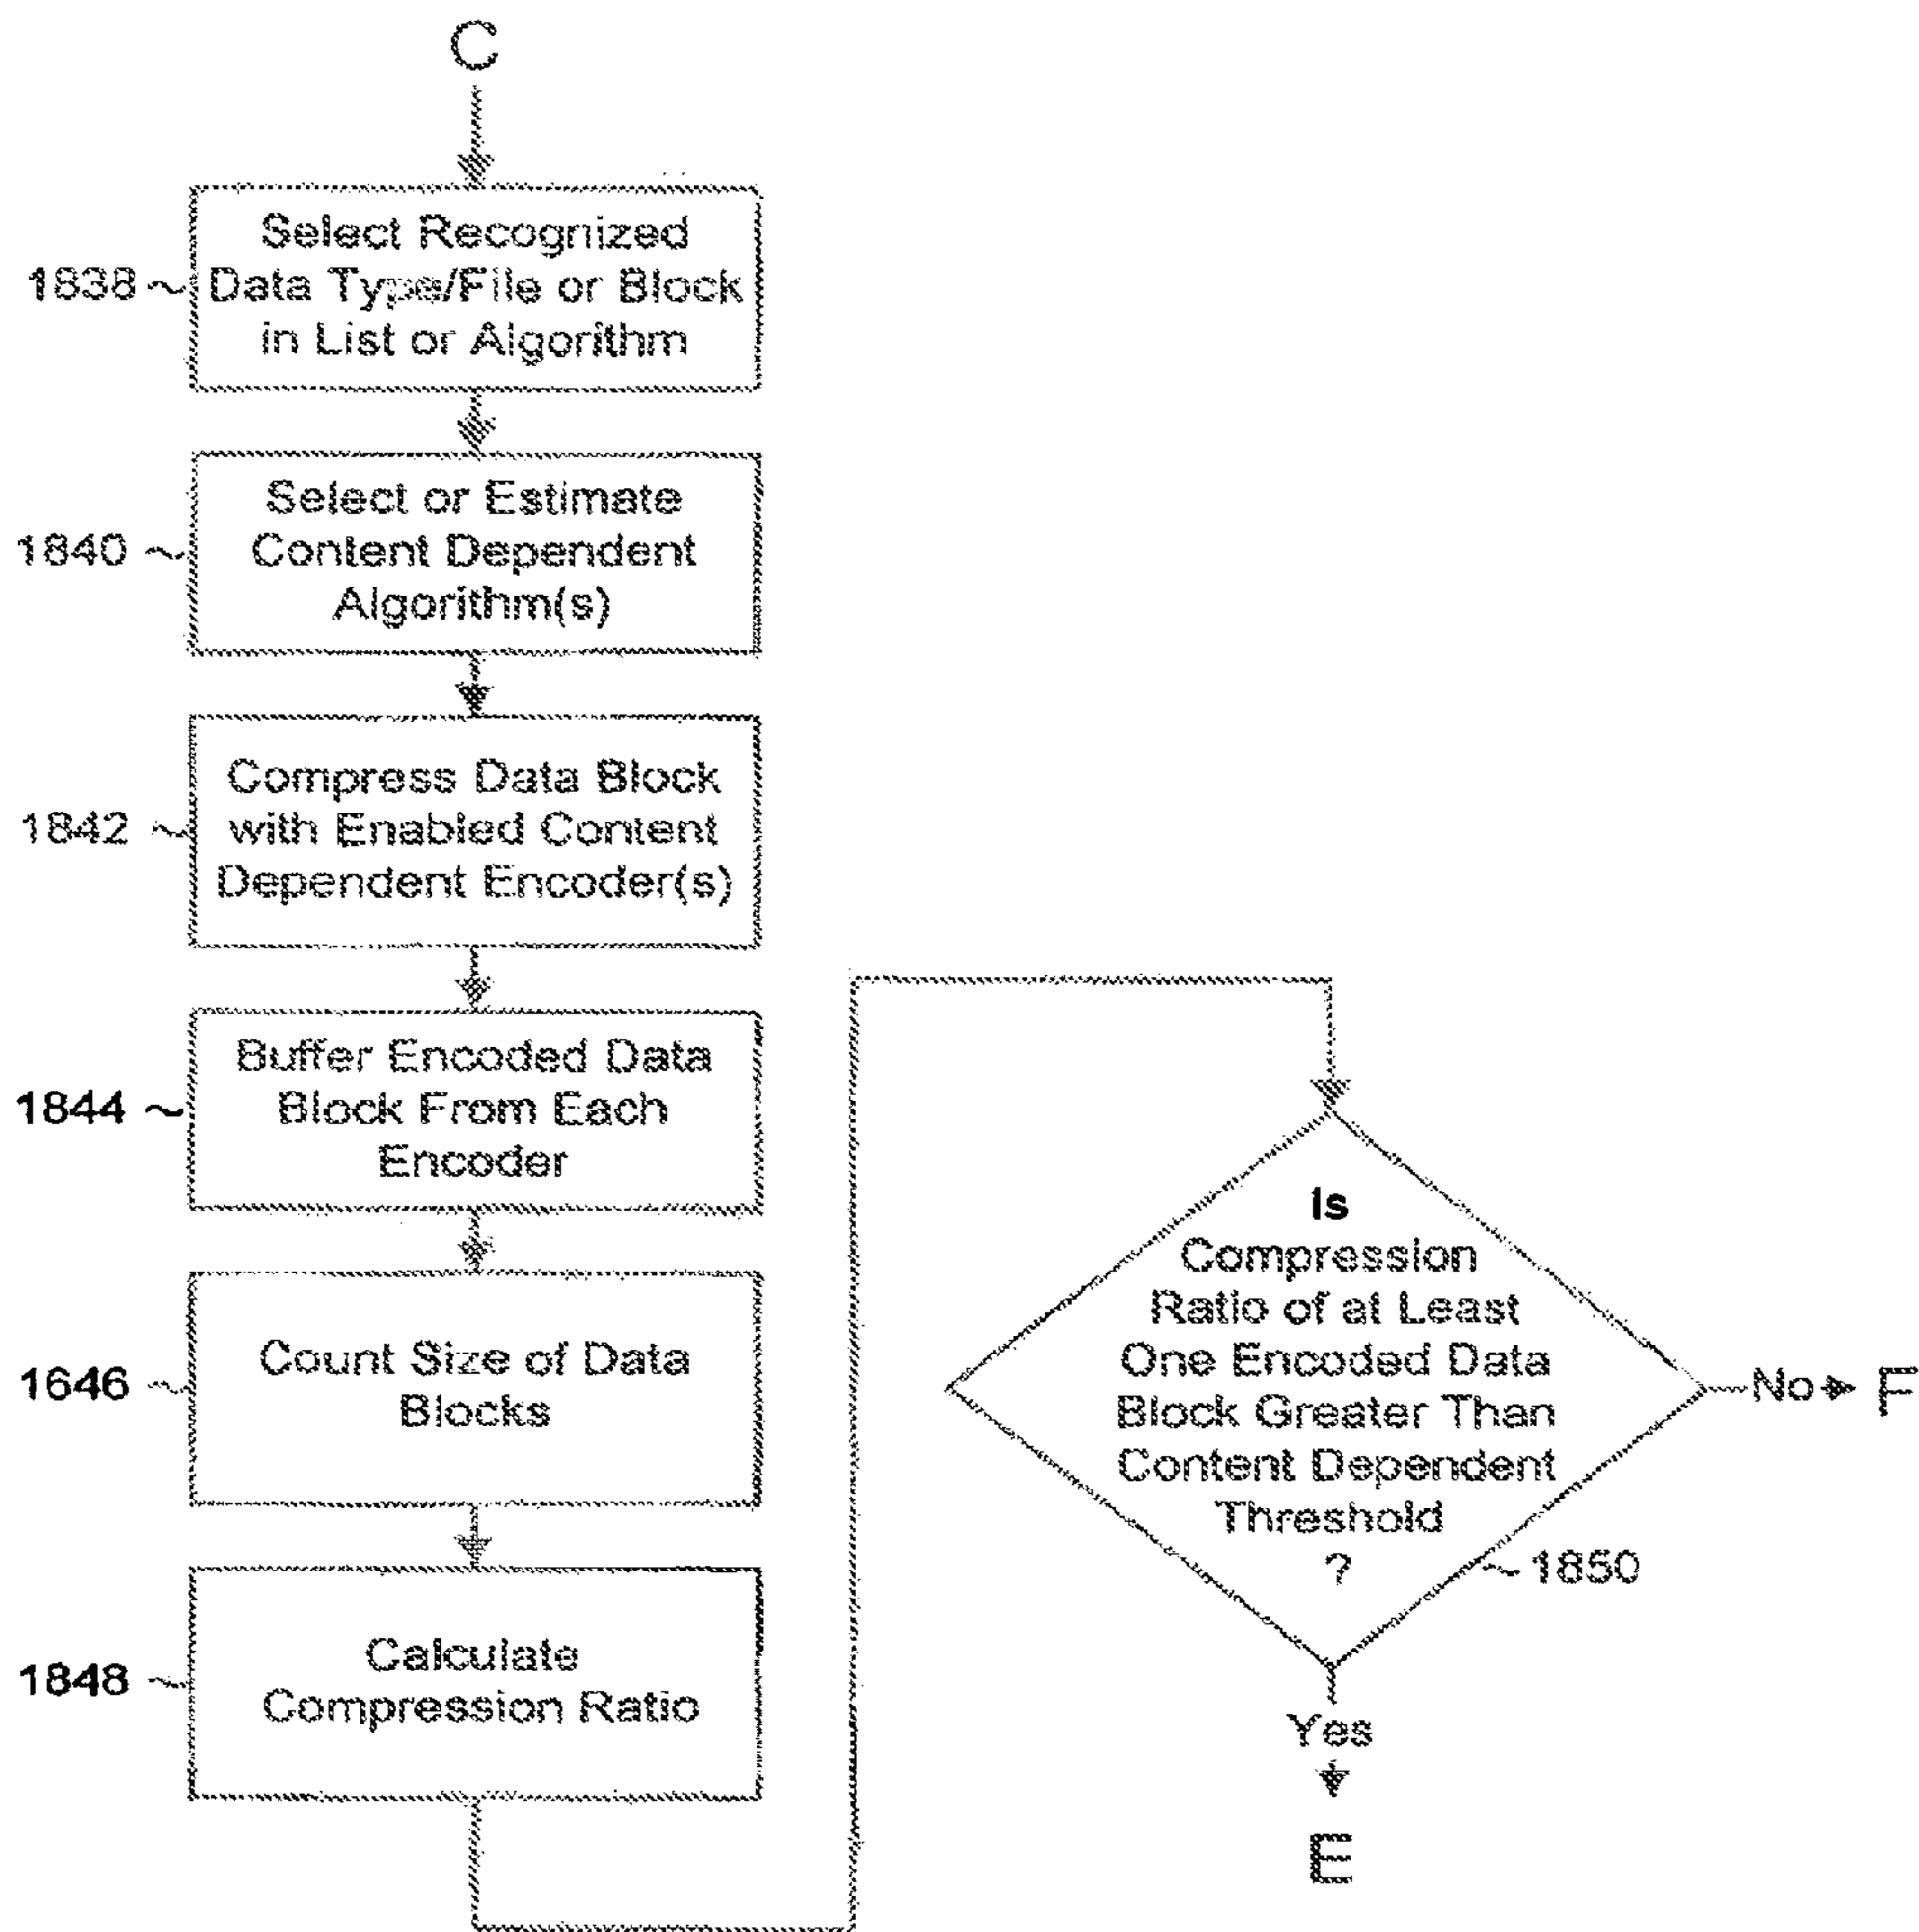 C
1838
Select Recognized
Data Type/File or Block
in List or Algorithm
1840
Select or Estimate
Content Dependent
Algorithm(s)
1842
Compress Data Block
with Enabled Content
Dependent Encoder(s)
1844
Buffer Encoded Data
Block From Each
Encoder
1646
Count Size of Data
Blocks
1848
Calculate
Compression Ratio
Is
Compression
Ratio of at Least
One Encoded Data
Block Greater Than
Content Dependent
Threshold
?
1850
No
F
Yes
E